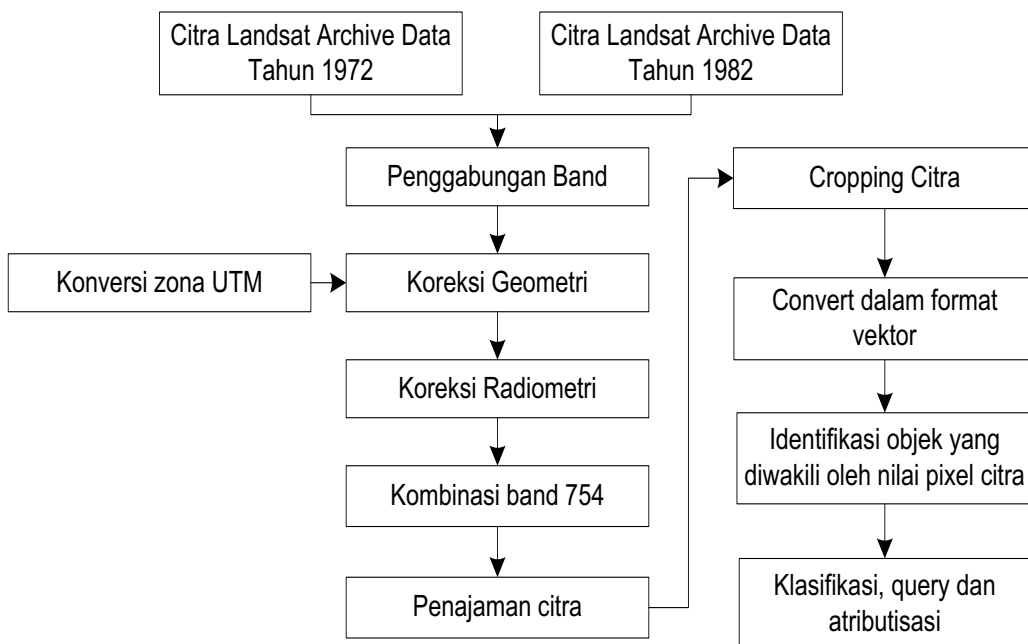 Citra Landsat Archive Data
Tahun 1972
Citra Landsat Archive Data
Tahun 1982
Penggabungan Band
Konversi zona UTM
Koreksi Geometri
Koreksi Radiometri
Kombinasi band 754
Penajaman citra
Cropping Citra
Convert dalam format
vektor
Identifikasi objek yang
diwakili oleh nilai pixel citra
Klasifikasi, query dan
atributisasi